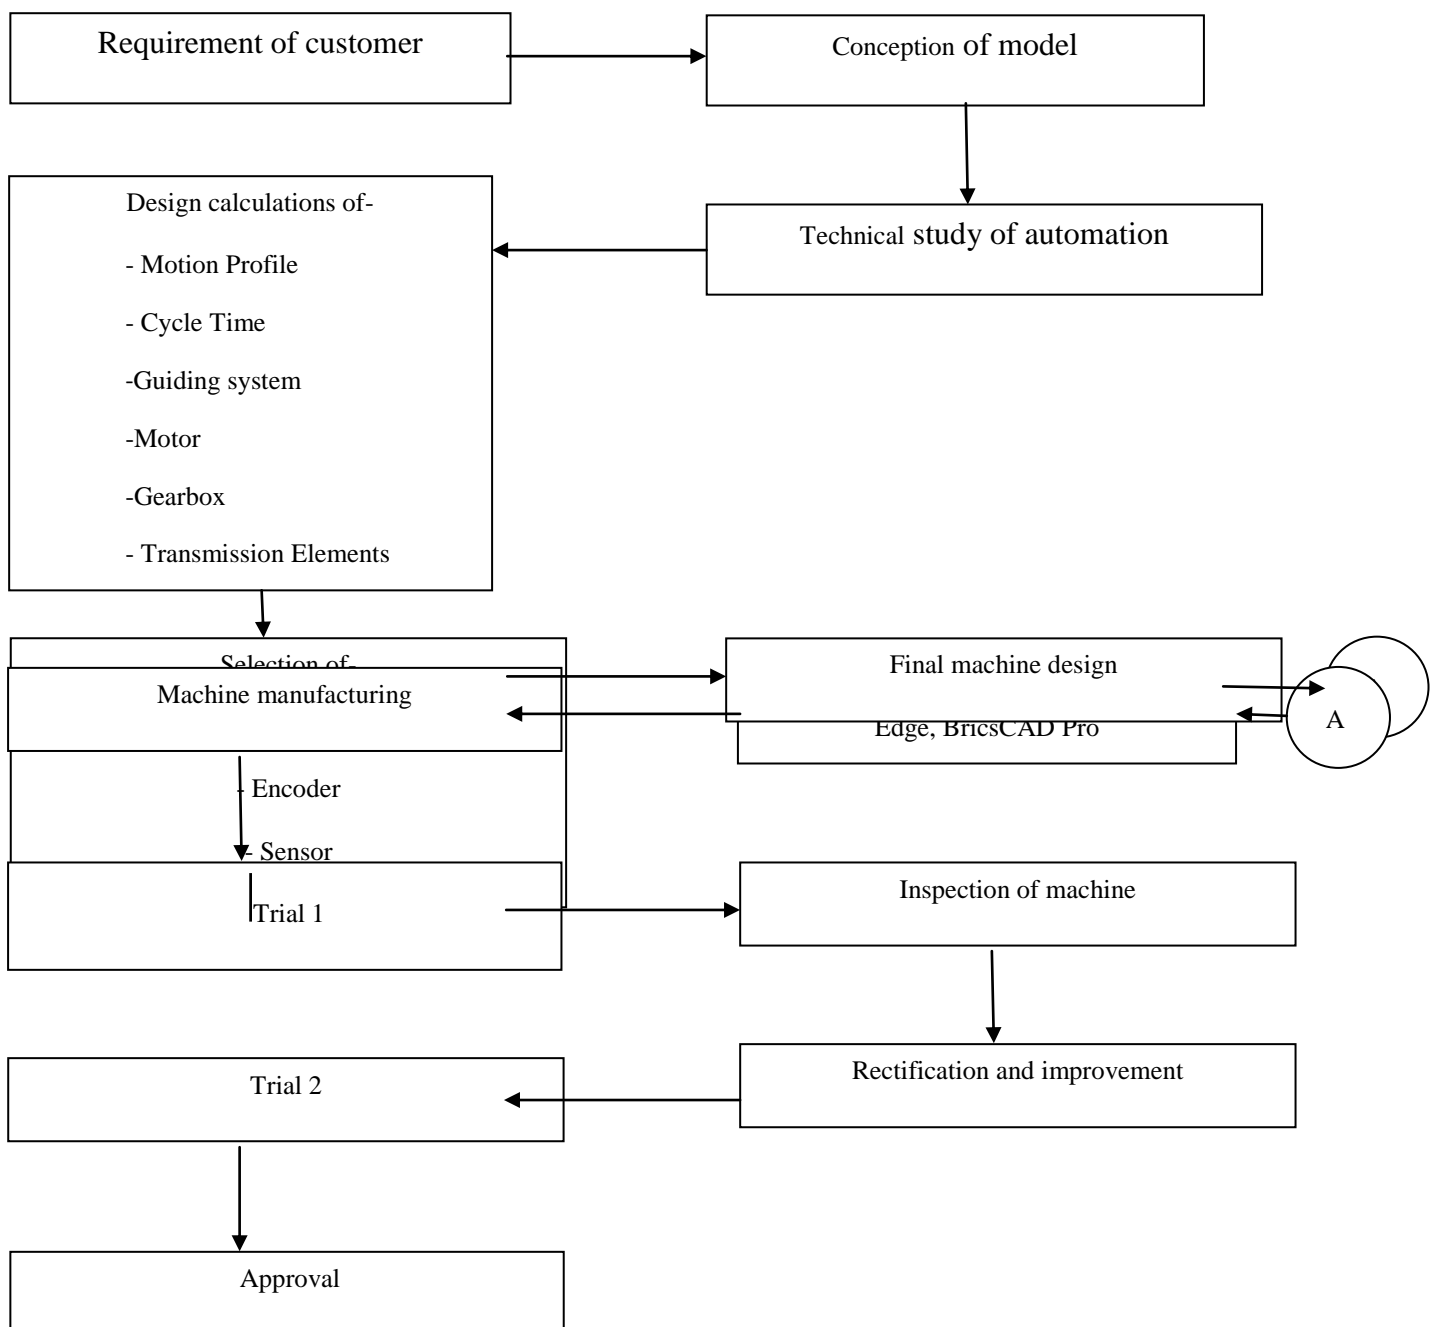 Requirement of customer
Conception of model
Technical study of automation
Design calculations of-
- Motion Profile
- Cycle Time
-Guiding system
-Motor
-Gearbox
- Transmission Elements
Selection of-
Machine manufacturing
- Encoder
- Sensor
Final machine design
Edge, BricsCAD Pro
A
Trial 1
Inspection of machine
Rectification and improvement
Trial 2
Approval